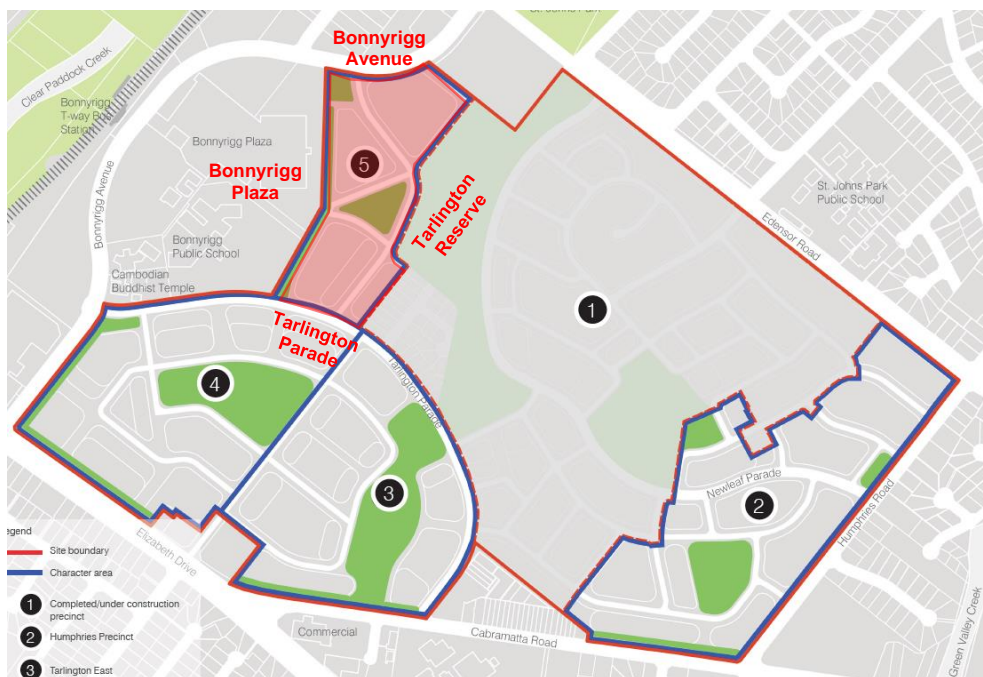 St. Johns Park
Bonnyrigg
Avenue
Clear Paddock Creek
Bonnyrigg
T-way Bus
Station
Bonnyrigg Plaza
5
Bonnyrigg
Plaza
Tarlington
Reserve
St. Johns Park
Public School
Edensor Road
Bonnyrigg Avenue
Bonnyrigg
Public School
Cambodian
Buddhist Temple
1
Tarlington
Parade
Tarlington Parade
4
3
Newleaf Parade
2
Humphries Road
Green Valley Creek
Elizabeth Drive
Commercial
Cabramatta Road
egend
Site boundary
Character area
1 Completed/under construction
precinct
2 Humphries Precinct
3 Tarlington East